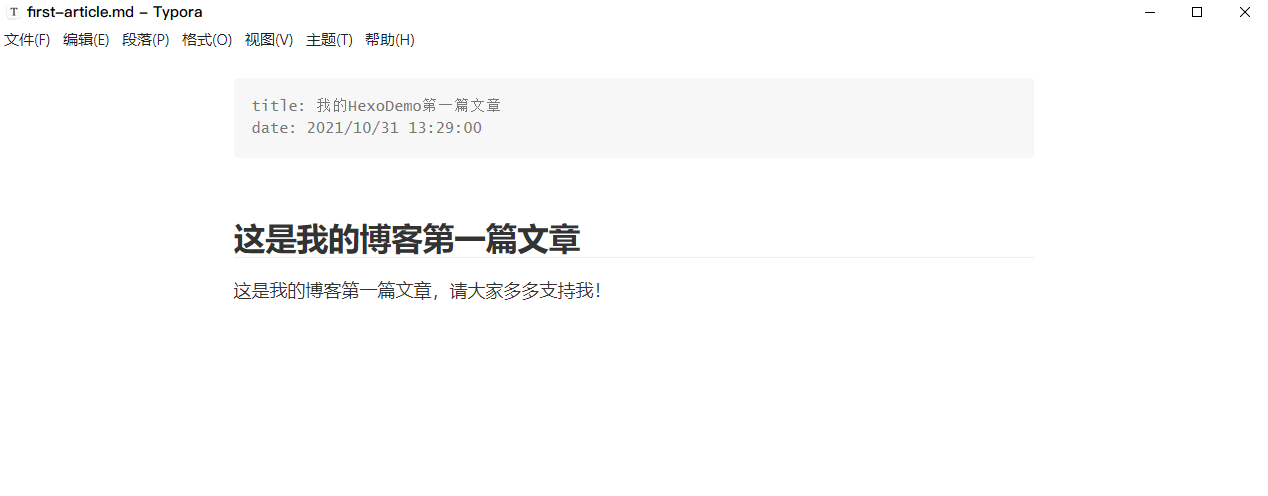 T first-article.md - Typora
文件(F) 编辑(E) 段落(P) 格式(O) 视图(V) 主题(T) 帮助(H)
title: 我的HexoDemo第一篇文章
date: 2021/10/31 13:29:00
这是我的博客第一篇文章
这是我的博客第一篇文章，请大家多多支持我！